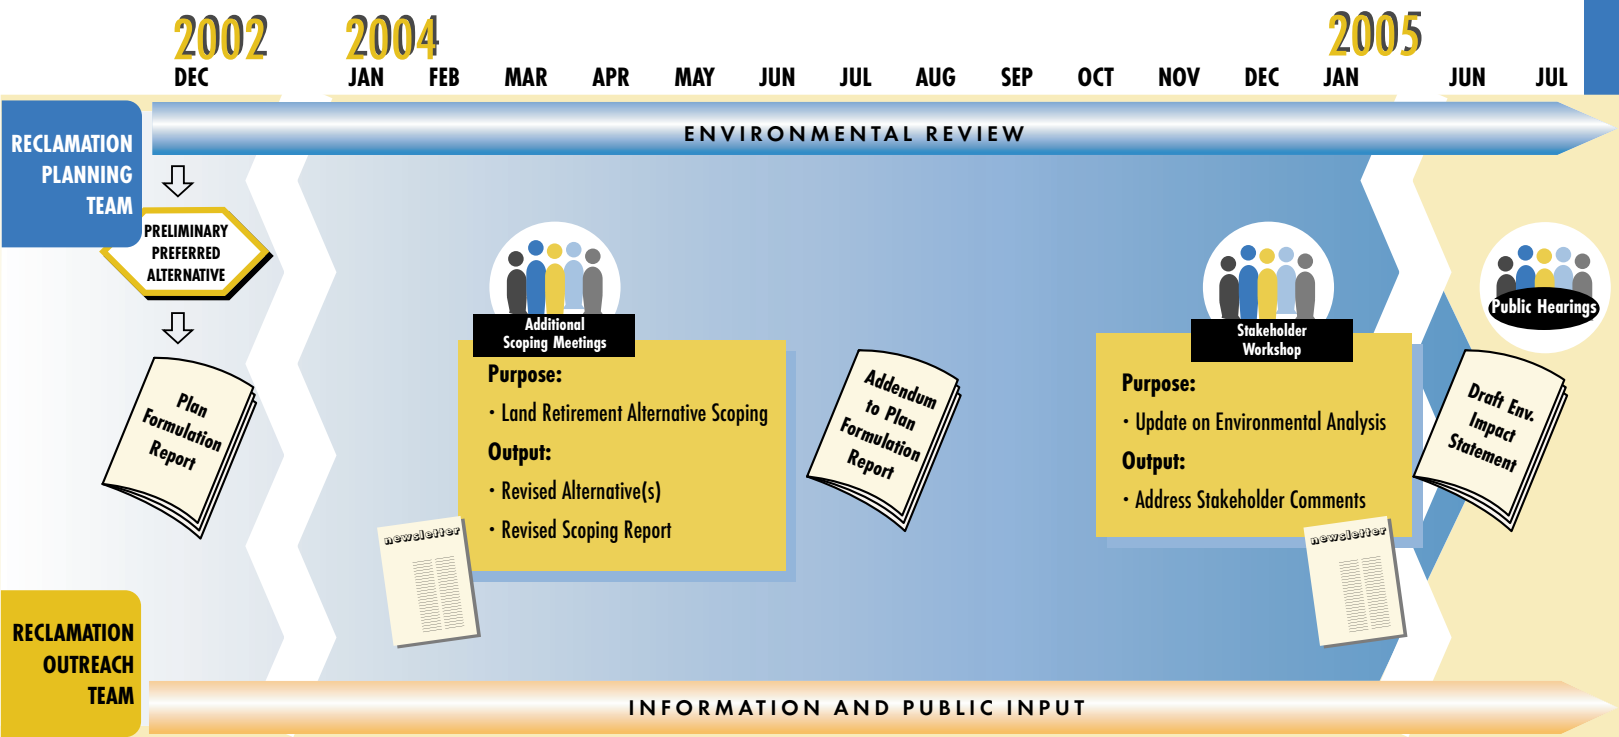 2002
2004
2005
DEC
JAN
FEB
MAR
APR
MAY
JUN
JUL
AUG
SEP
OCT
NOV
DEC
JAN
JUN
JUL
RECLAMATION
PLANNING
TEAM
ENVIRONMENTAL REVIEW
PRELIMINARY
PREFERRED
ALTERNATIVE
Plan
Formulation
Report
Additional
Scoping Meetings
Purpose:
• Land Retirement Alternative Scoping
Output:
• Revised Alternative(s)
• Revised Scoping Report
newsletter
Addendum
to Plan
Formulation
Report
Stakeholder
Workshop
Purpose:
• Update on Environmental Analysis
Output:
• Address Stakeholder Comments
newsletter
Public Hearings
Draft Env.
Impact
Statement
RECLAMATION
OUTREACH
TEAM
INFORMATION AND PUBLIC INPUT